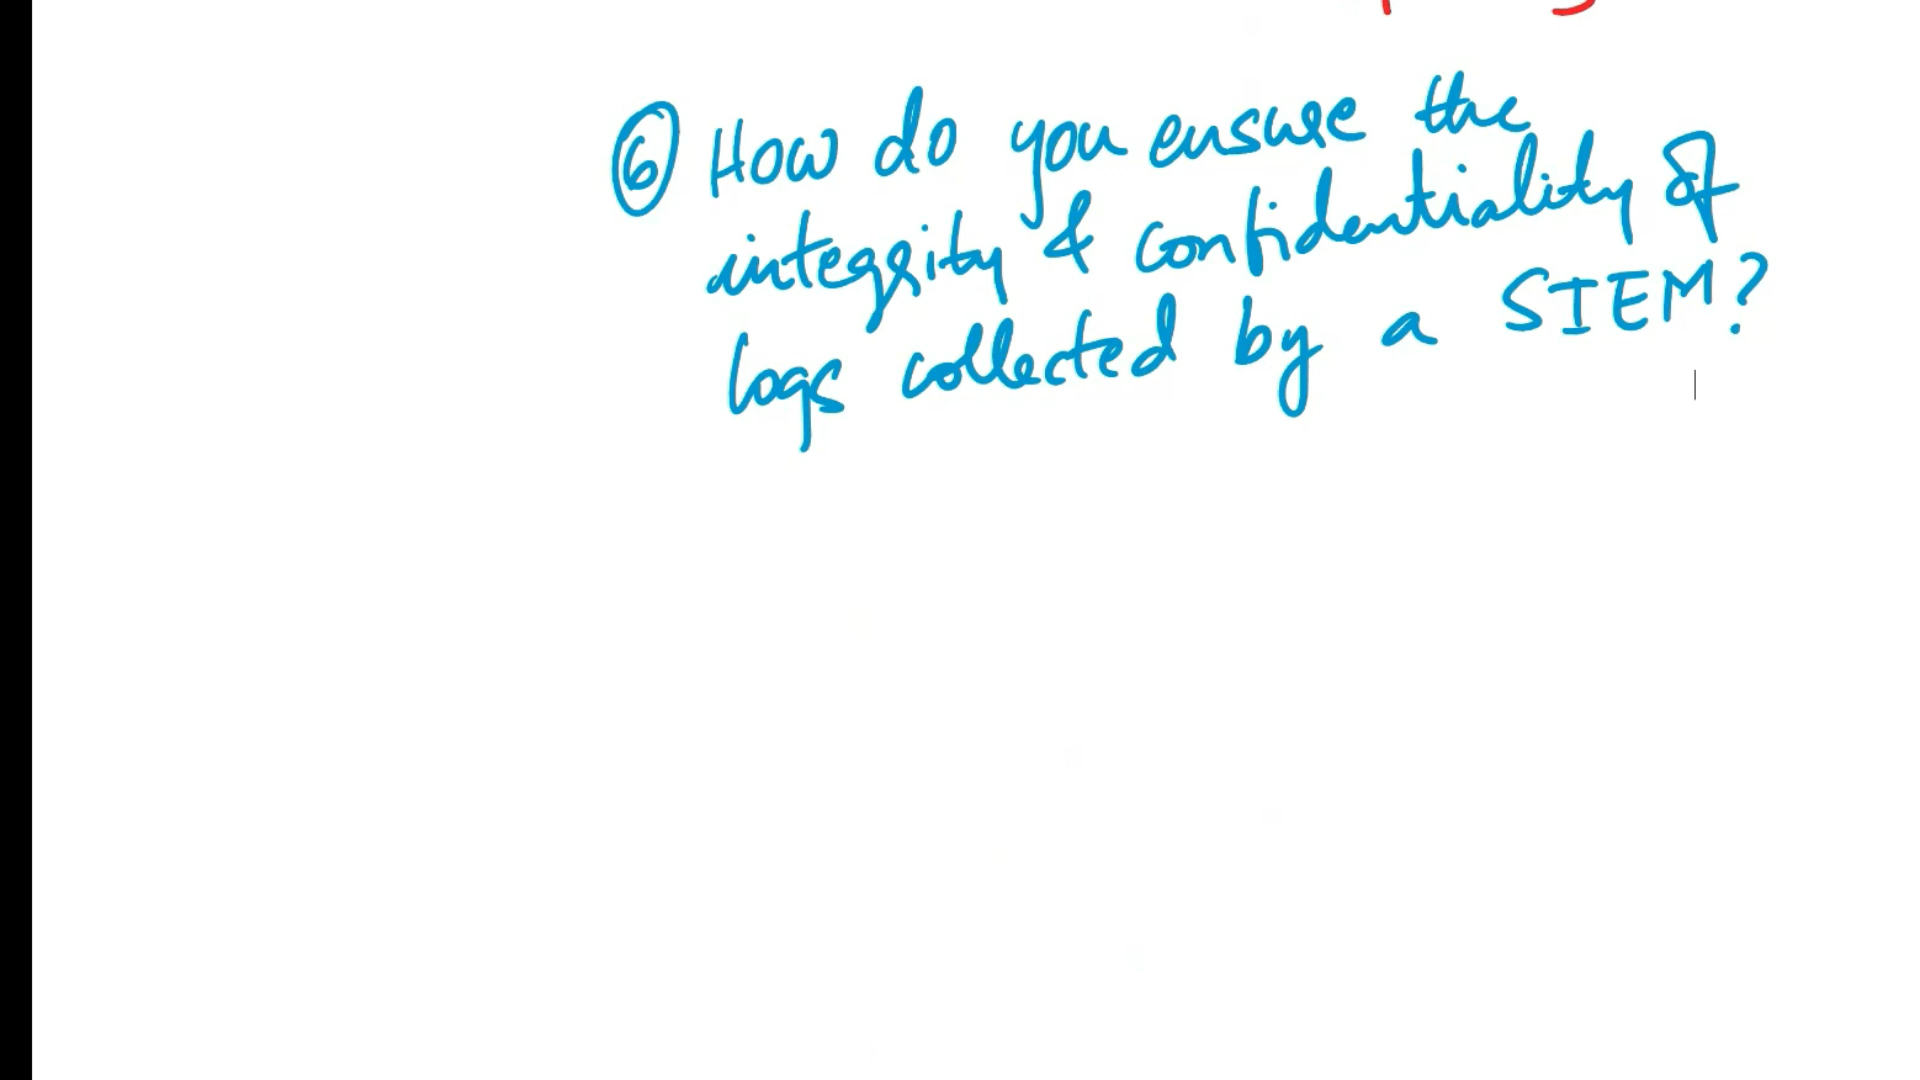 ⑥ How do you ensure the
integrity & confidentiality of
logs collected by a SIEM?